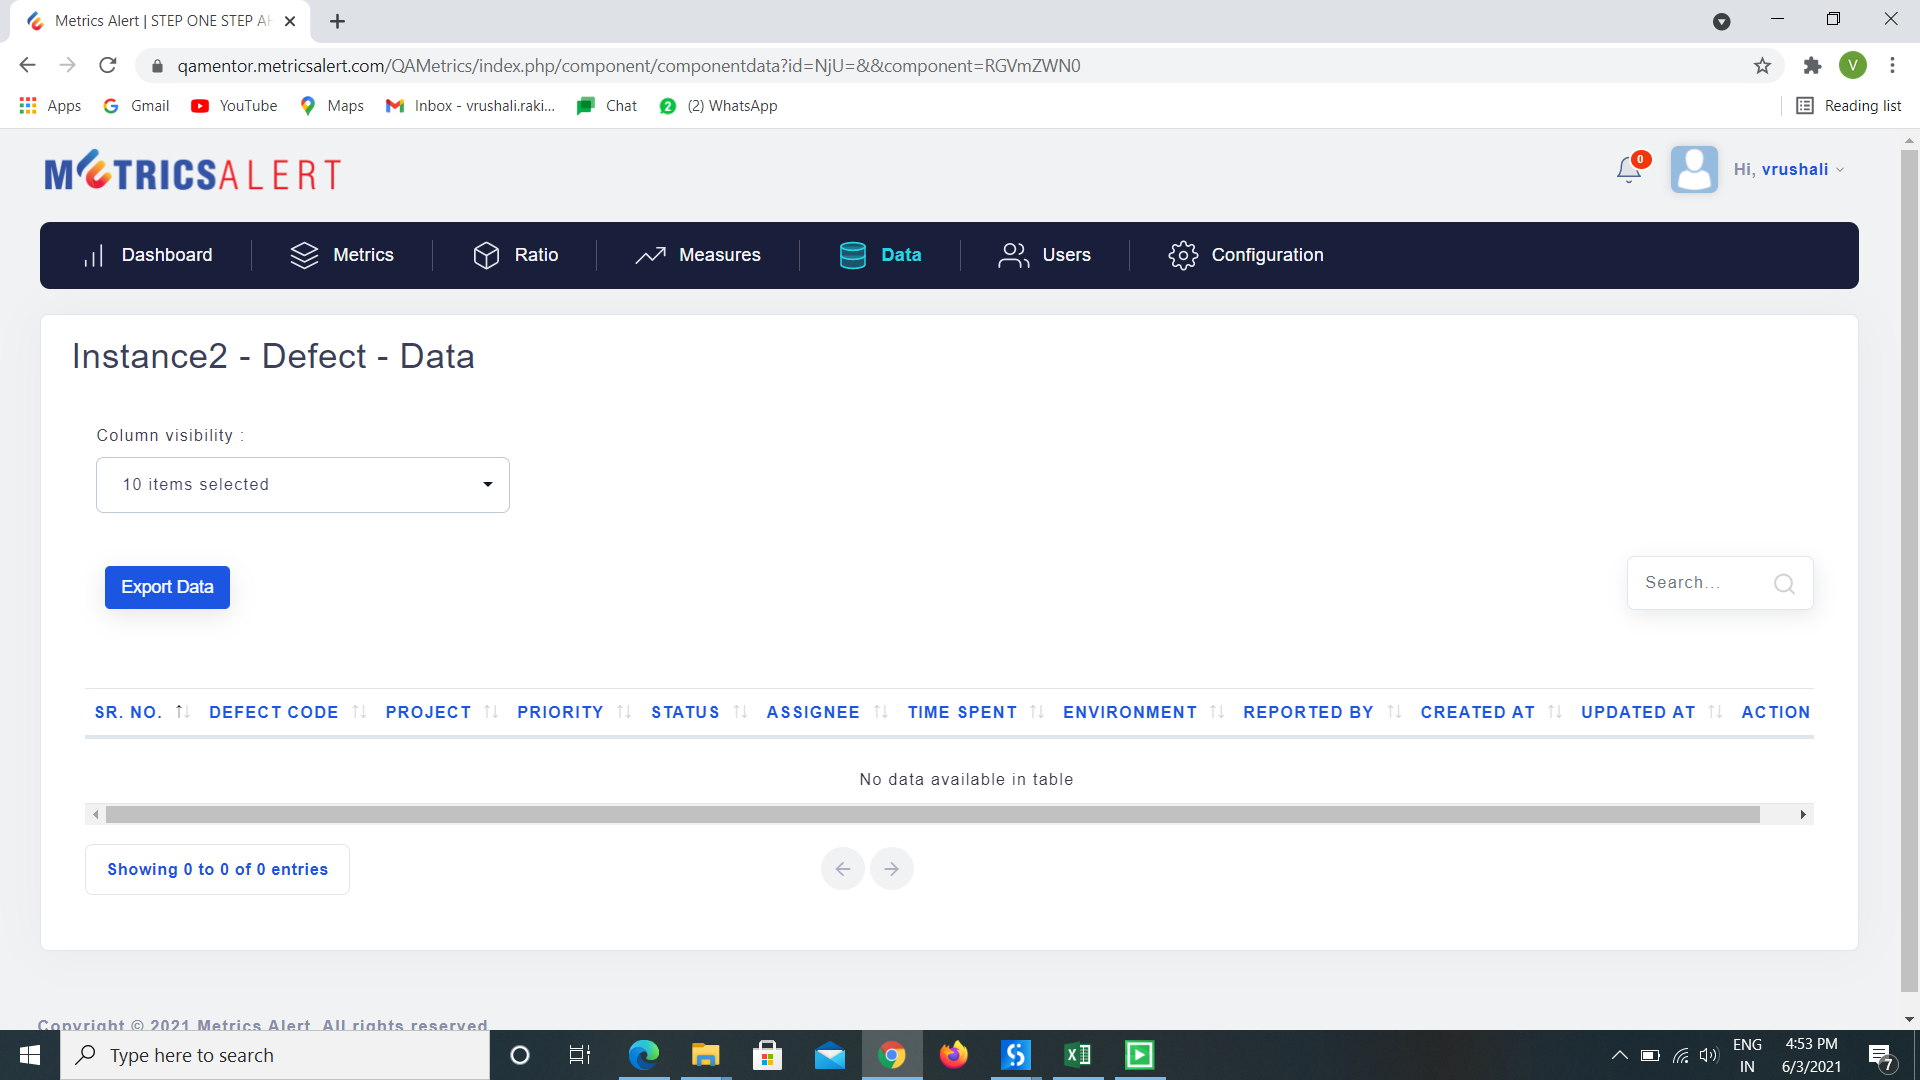 Metrics Alert | STEP ONE STEP AH
qamentor.metricsalert.com/QAMetrics/index.php/component/componentdata?id=NjU=&&component=RGVmZWN0
V
Apps Gmail YouTube Maps Inbox - vrushali.raki... Chat 2 (2) WhatsApp Reading list
METRICSALERT
0 Hi, vrushali
Dashboard Metrics Ratio Measures Data Users Configuration
Instance2 - Defect - Data
Column visibility :
10 items selected
Export Data Search...
SR. NO. DEFECT CODE PROJECT PRIORITY STATUS ASSIGNEE TIME SPENT ENVIRONMENT REPORTED BY CREATED AT UPDATED AT ACTION
No data available in table
Showing 0 to 0 of 0 entries
Copyright © 2021 Metrics Alert. All rights reserved
Type here to search
ENG
IN
4:53 PM
6/3/2021
7